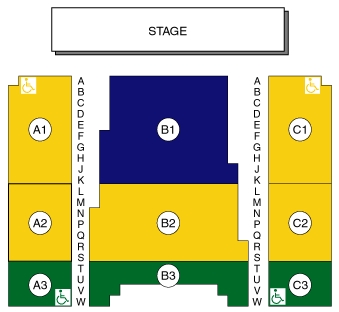 STAGE
A A
B B
C C
D D
E E
A1 B1 C1
F F
G G
H H
J J
K K
L L
M M
N N
A2 B2 C2
P P
Q Q
R R
S S
T T
B3
U U
A3 C3
V V
W W